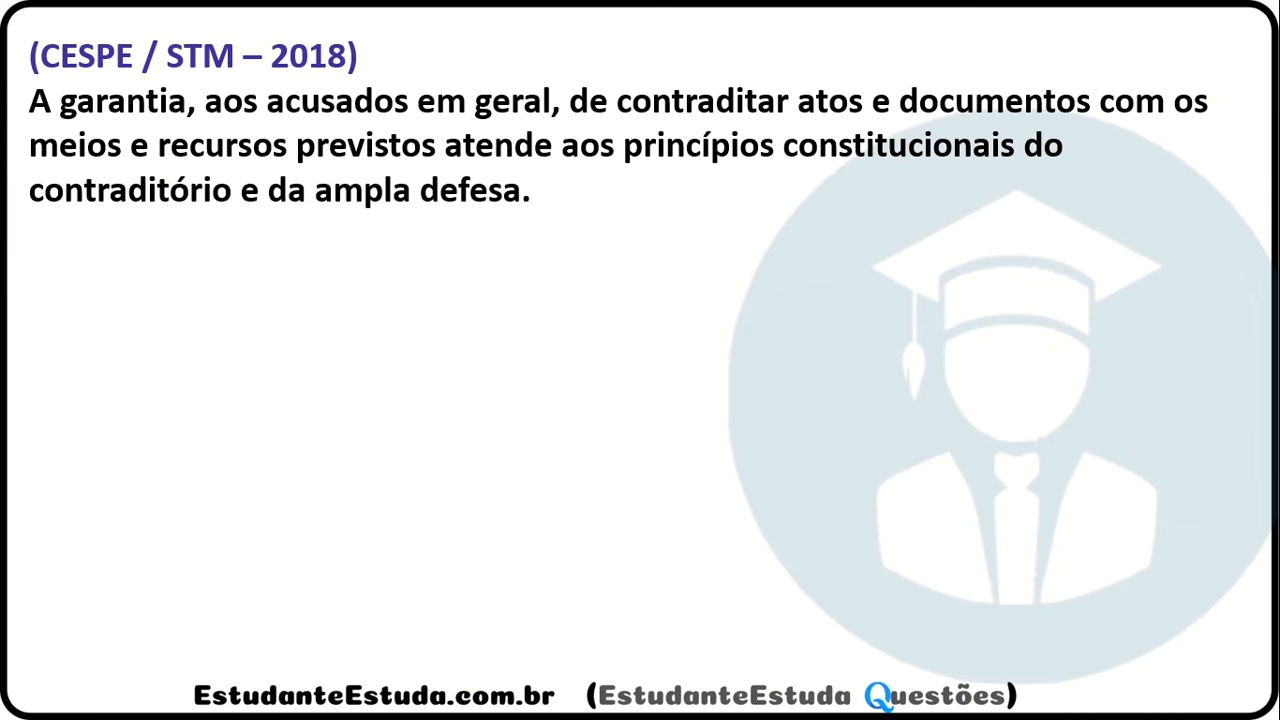 (CESPE / STM – 2018)
A garantia, aos acusados em geral, de contraditar atos e documentos com os
meios e recursos previstos atende aos princípios constitucionais do
contraditório e da ampla defesa.
EstudanteEstuda.com.br (EstudanteEstuda Questões)